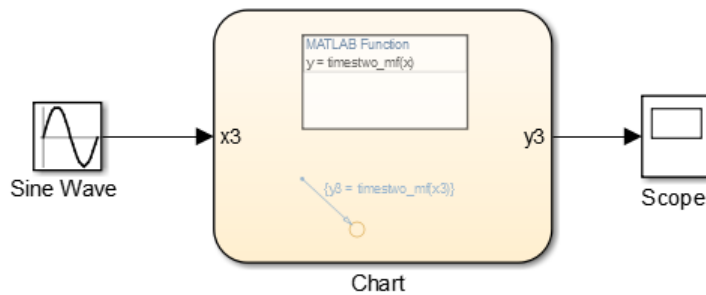 MATLAB Function
y = timestwo_mf(x)
x3
y3
Sine Wave
{y3 = timestwo_mf(x3)}
Scope
Chart